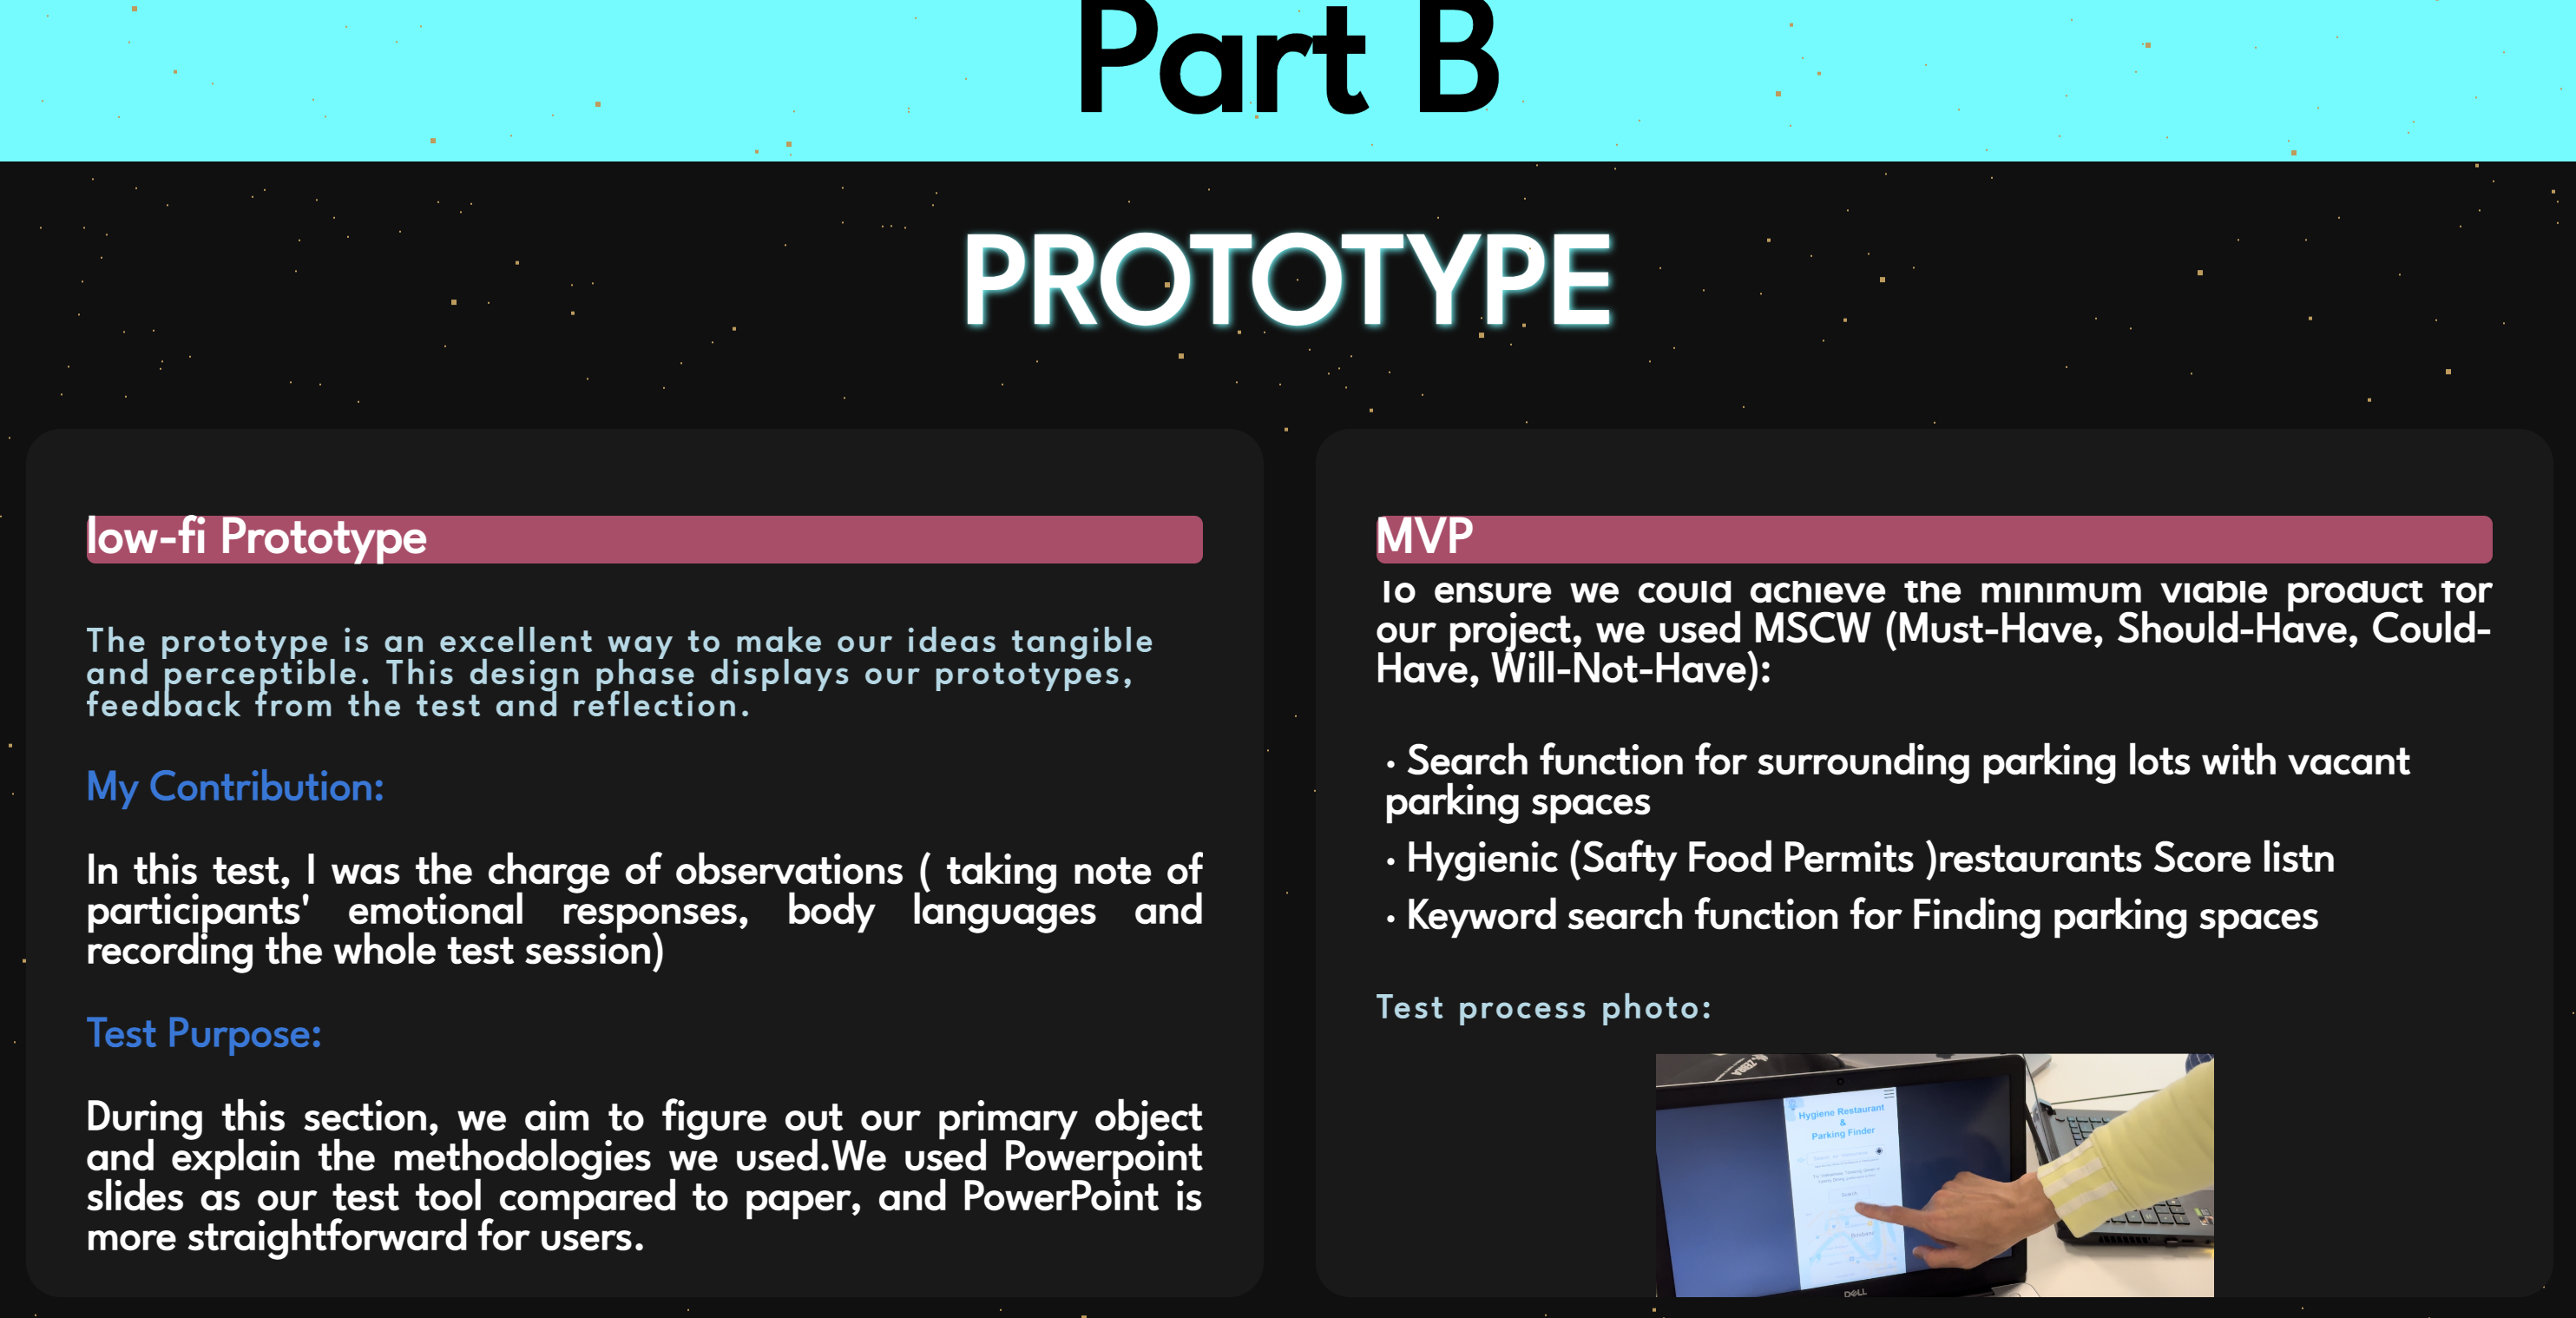 Part B
PROTOTYPE
low-fi Prototype
The prototype is an excellent way to make our ideas tangible
and perceptible. This design phase displays our prototypes,
feedback from the test and reflection.
My Contribution:
In this test, I was the charge of observations ( taking note of
participants' emotional responses, body languages and
recording the whole test session)
Test Purpose:
During this section, we aim to figure out our primary object
and explain the methodologies we used.We used Powerpoint
slides as our test tool compared to paper, and PowerPoint is
more straightforward for users.
MVP
To ensure we could achieve the minimum viable product for
our project, we used MSCW (Must-Have, Should-Have, Could-
Have, Will-Not-Have):
• Search function for surrounding parking lots with vacant
parking spaces
• Hygienic (Safty Food Permits )restaurants Score listn
• Keyword search function for Finding parking spaces
Test process photo:
ZEBRA
Hygiene Restaurant
&
Parking Finder
Search
DELL